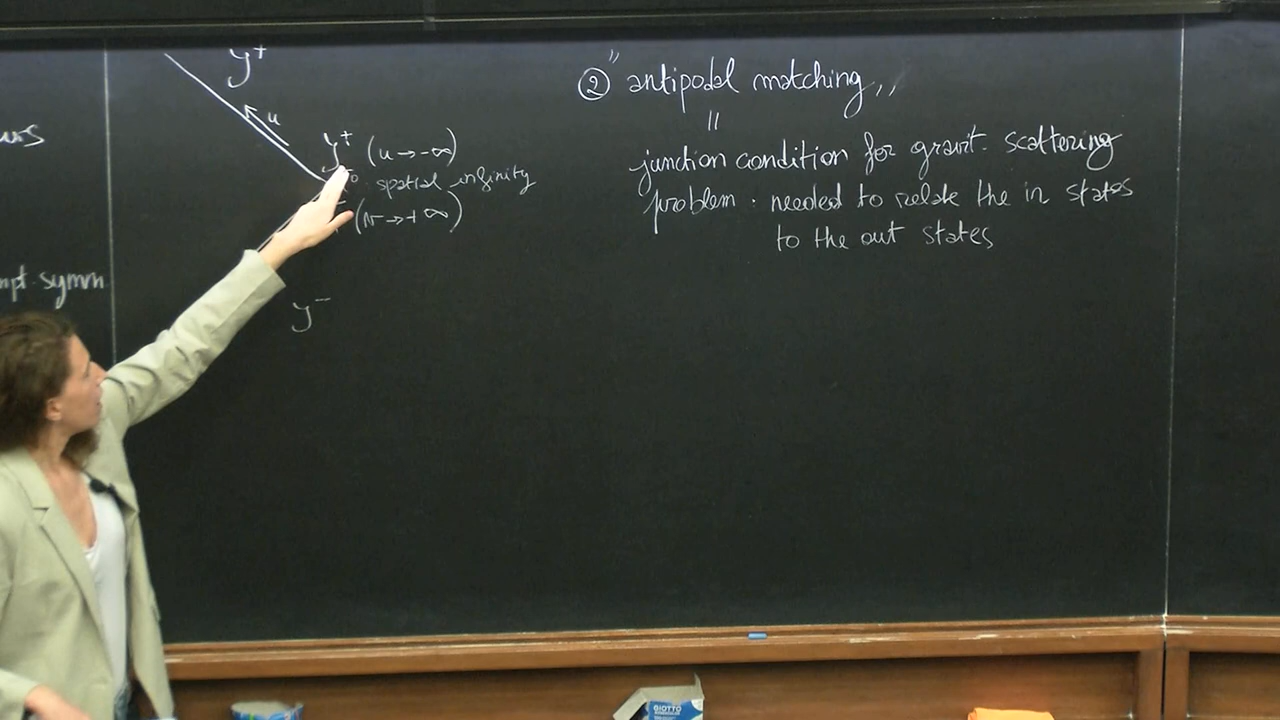 y⁺
u
y⁺₋ (u → -∞)
spatial infinity
(v → +∞)
y⁻
mpt symm
② "antipodal matching"
=
junction condition for gravit. scattering
problem. needed to relate the in states
to the out states
GIOTTO